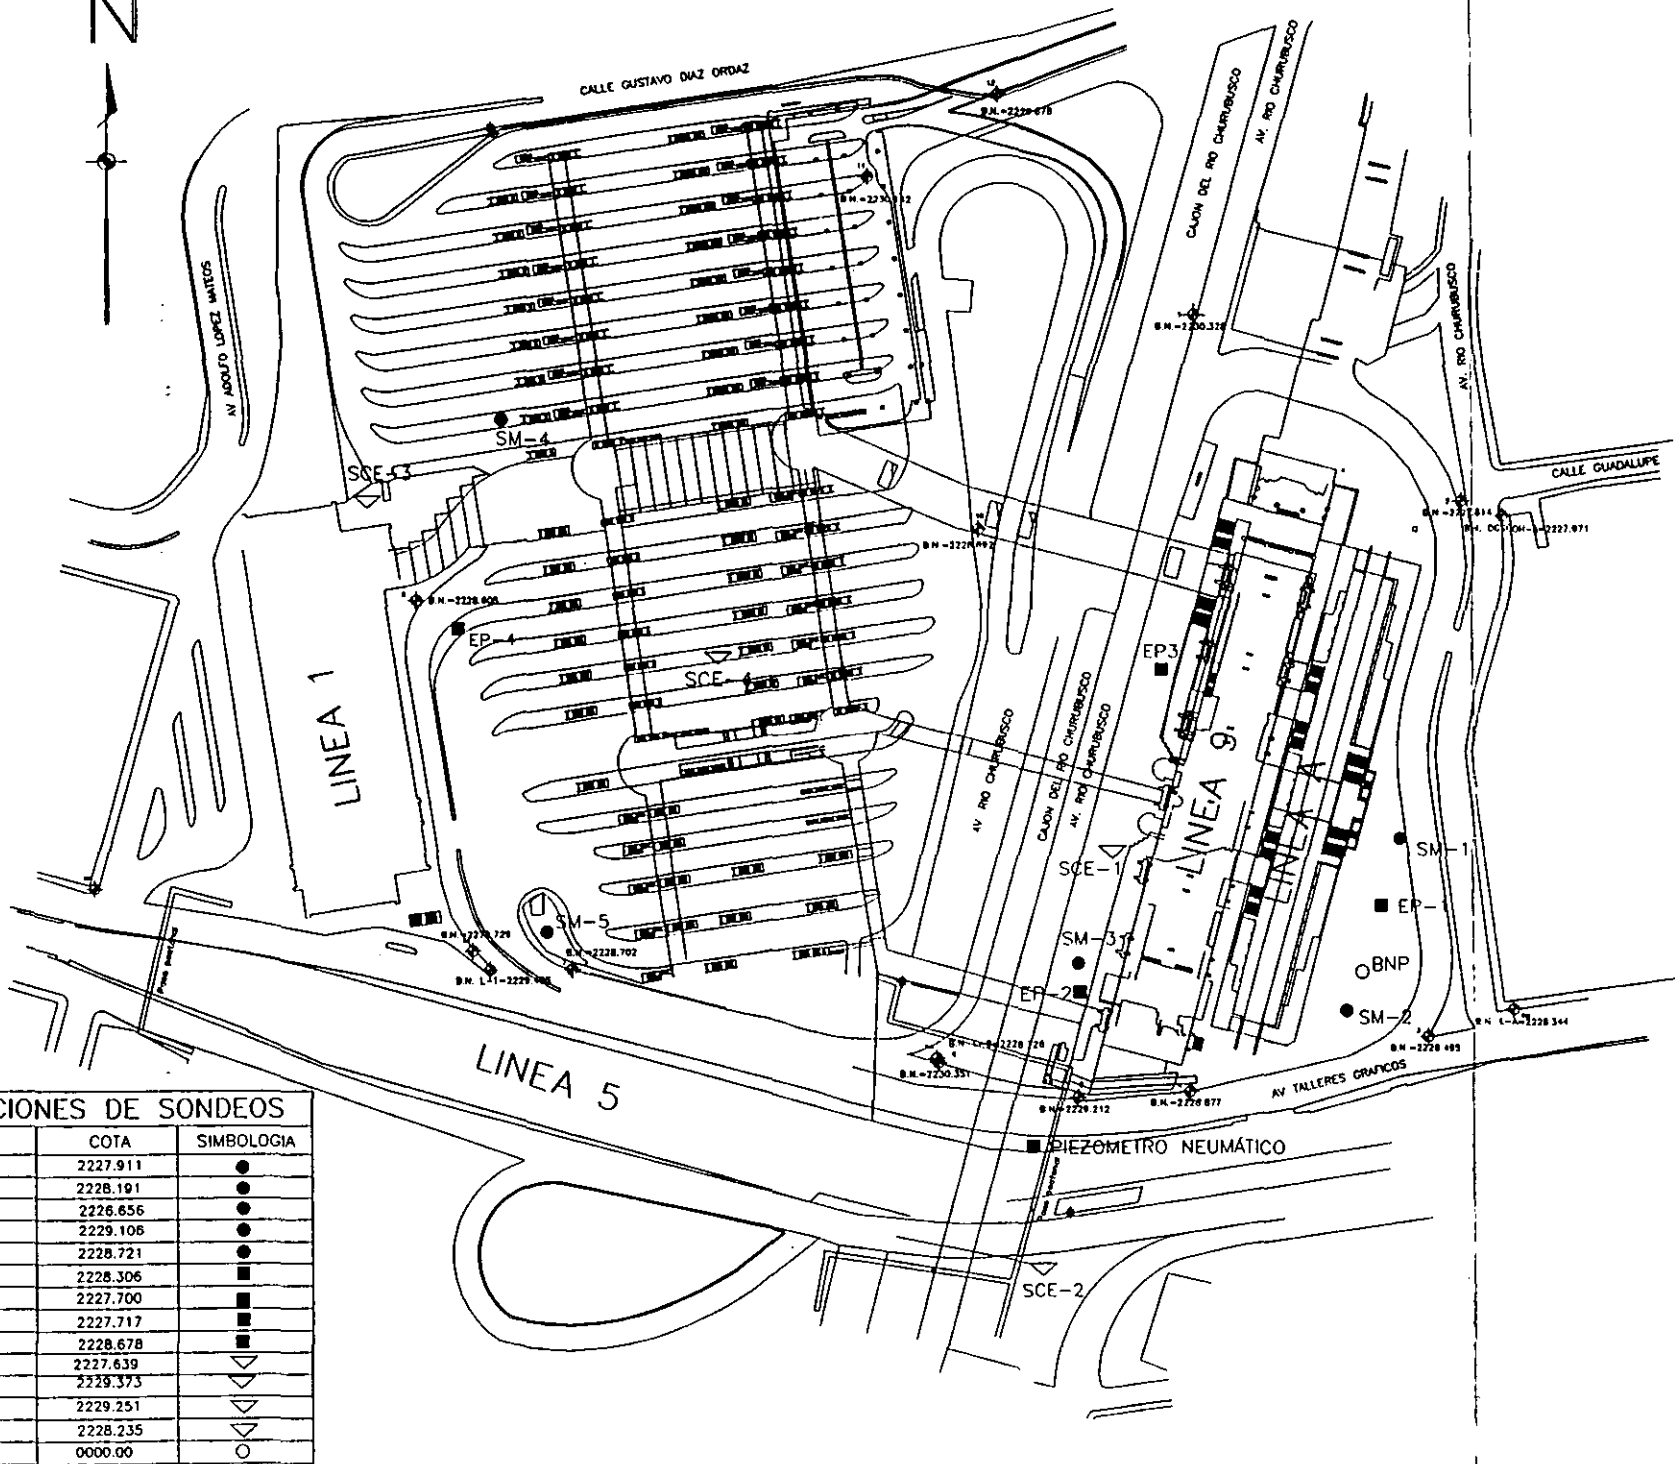 N
CALLE GUSTAVO DIAZ ORDAZ
CAJON DEL RIO CHURUBUSCO
AV. RIO CHURUBUSCO
B.N.=2230.328
AV ADOLFO LOPEZ MATEOS
AV. RIO CHURUBUSCO
SM-4
SCE-3
CALLE GUADALUPE
B.N.=2228.605
EP-4
SCE-4
EP3
LINEA 1
AV RIO CHURUBUSCO
CAJON DEL RIO CHURUBUSCO
AV. RIO CHURUBUSCO
LINEA 9
LINEA A
SCE-1
SM-1
EP-1
SM-5
B.N.=2228.702
SM-3
EP-2
BNP
SM-2
B.N.=2230.351
B.N.=2229.212
B.N.=2228.877
AV TALLERES GRAFICOS
LINEA 5
PIEZOMETRO NEUMÁTICO
SCE-2
CIONES DE SONDEOS
COTA SIMBOLOGIA
2227.911
2228.191
2226.656
2229.106
2228.721
2228.306
2227.700
2227.717
2228.678
2227.639
2229.373
2229.251
2228.235
0000.00